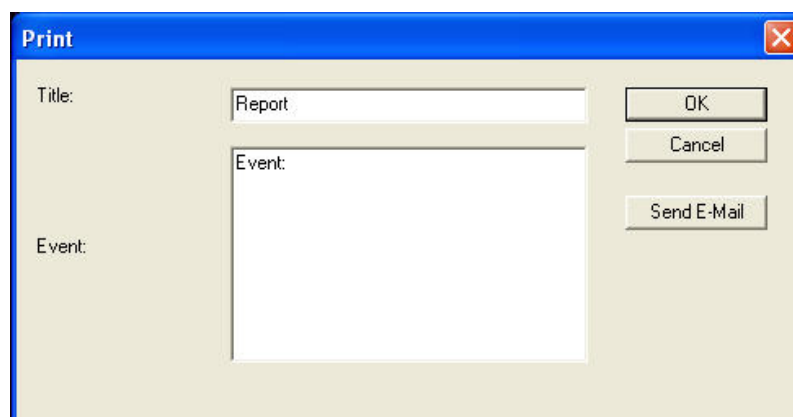 Print
Title:
Report
OK
Cancel
Event:
Send E-Mail
Event: